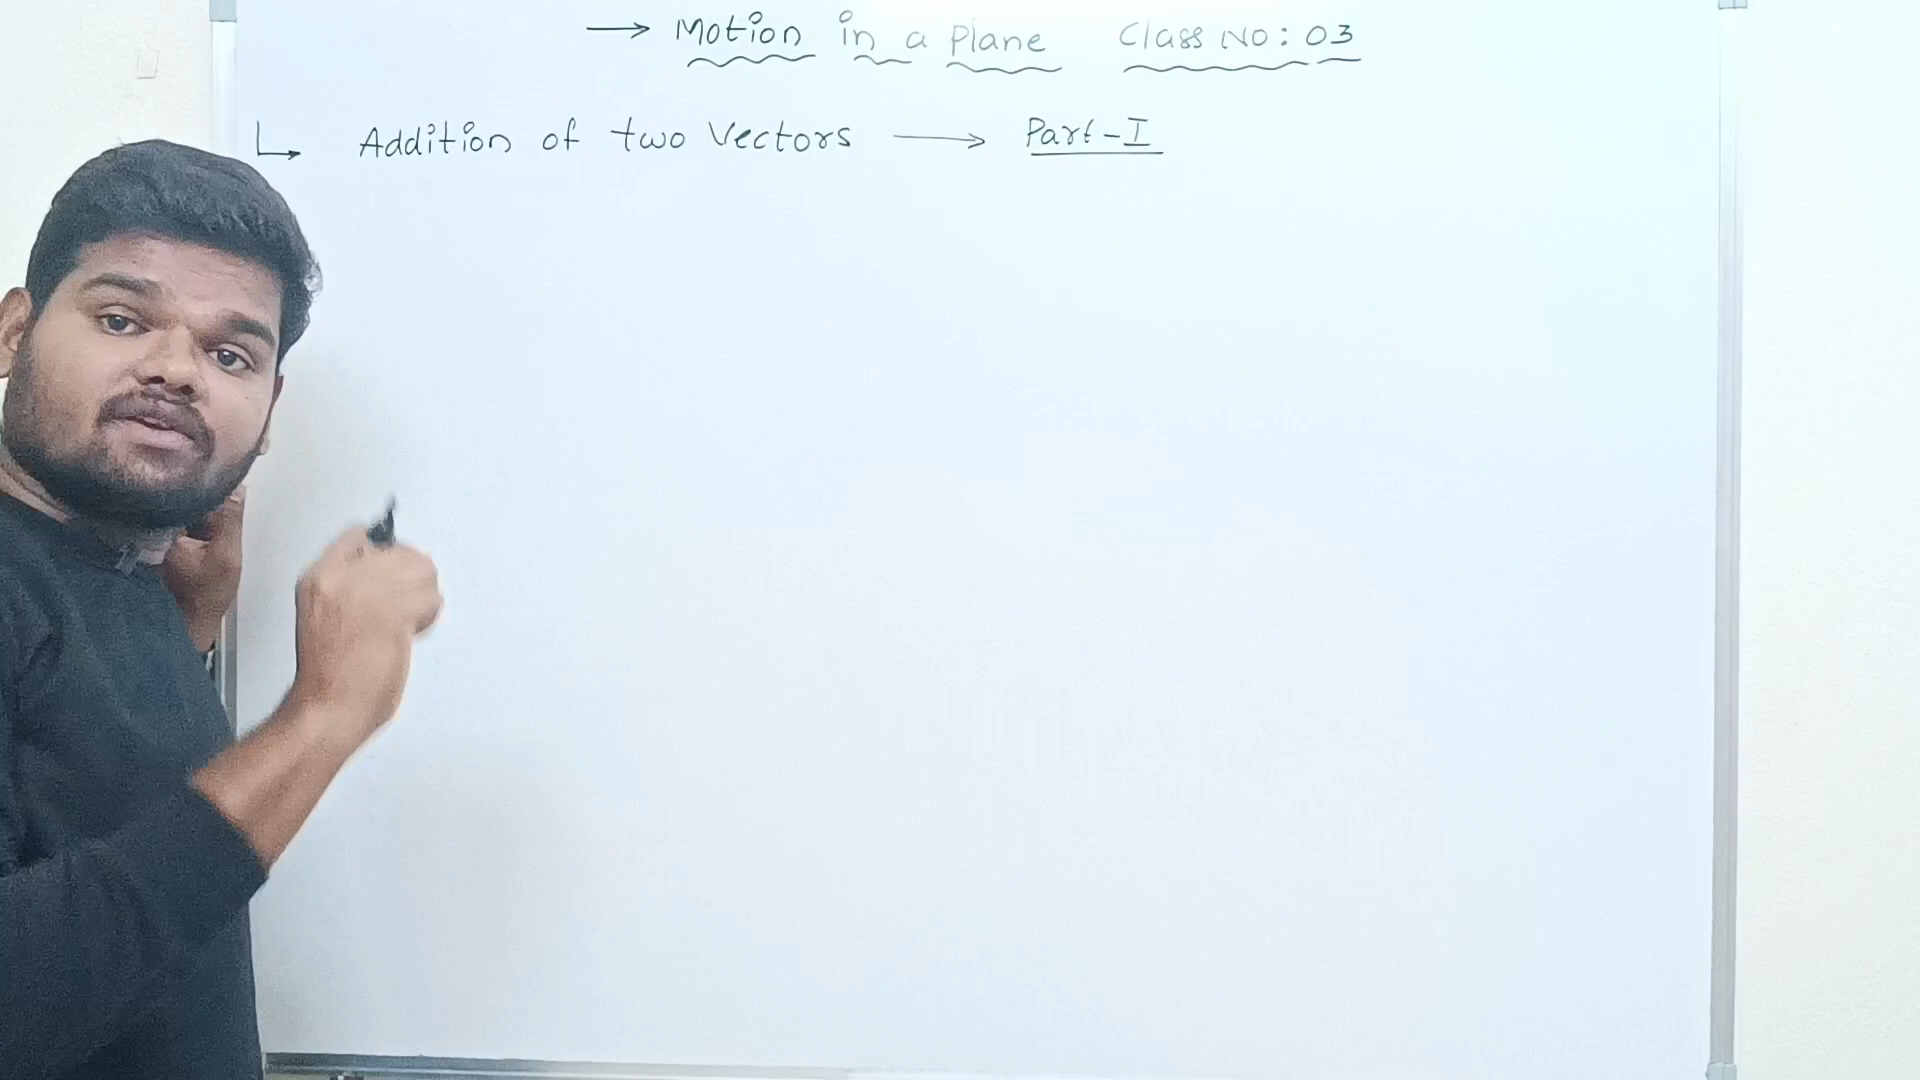 → Motion in a Plane Class No: 03
↳ Addition of two Vectors → Part-I